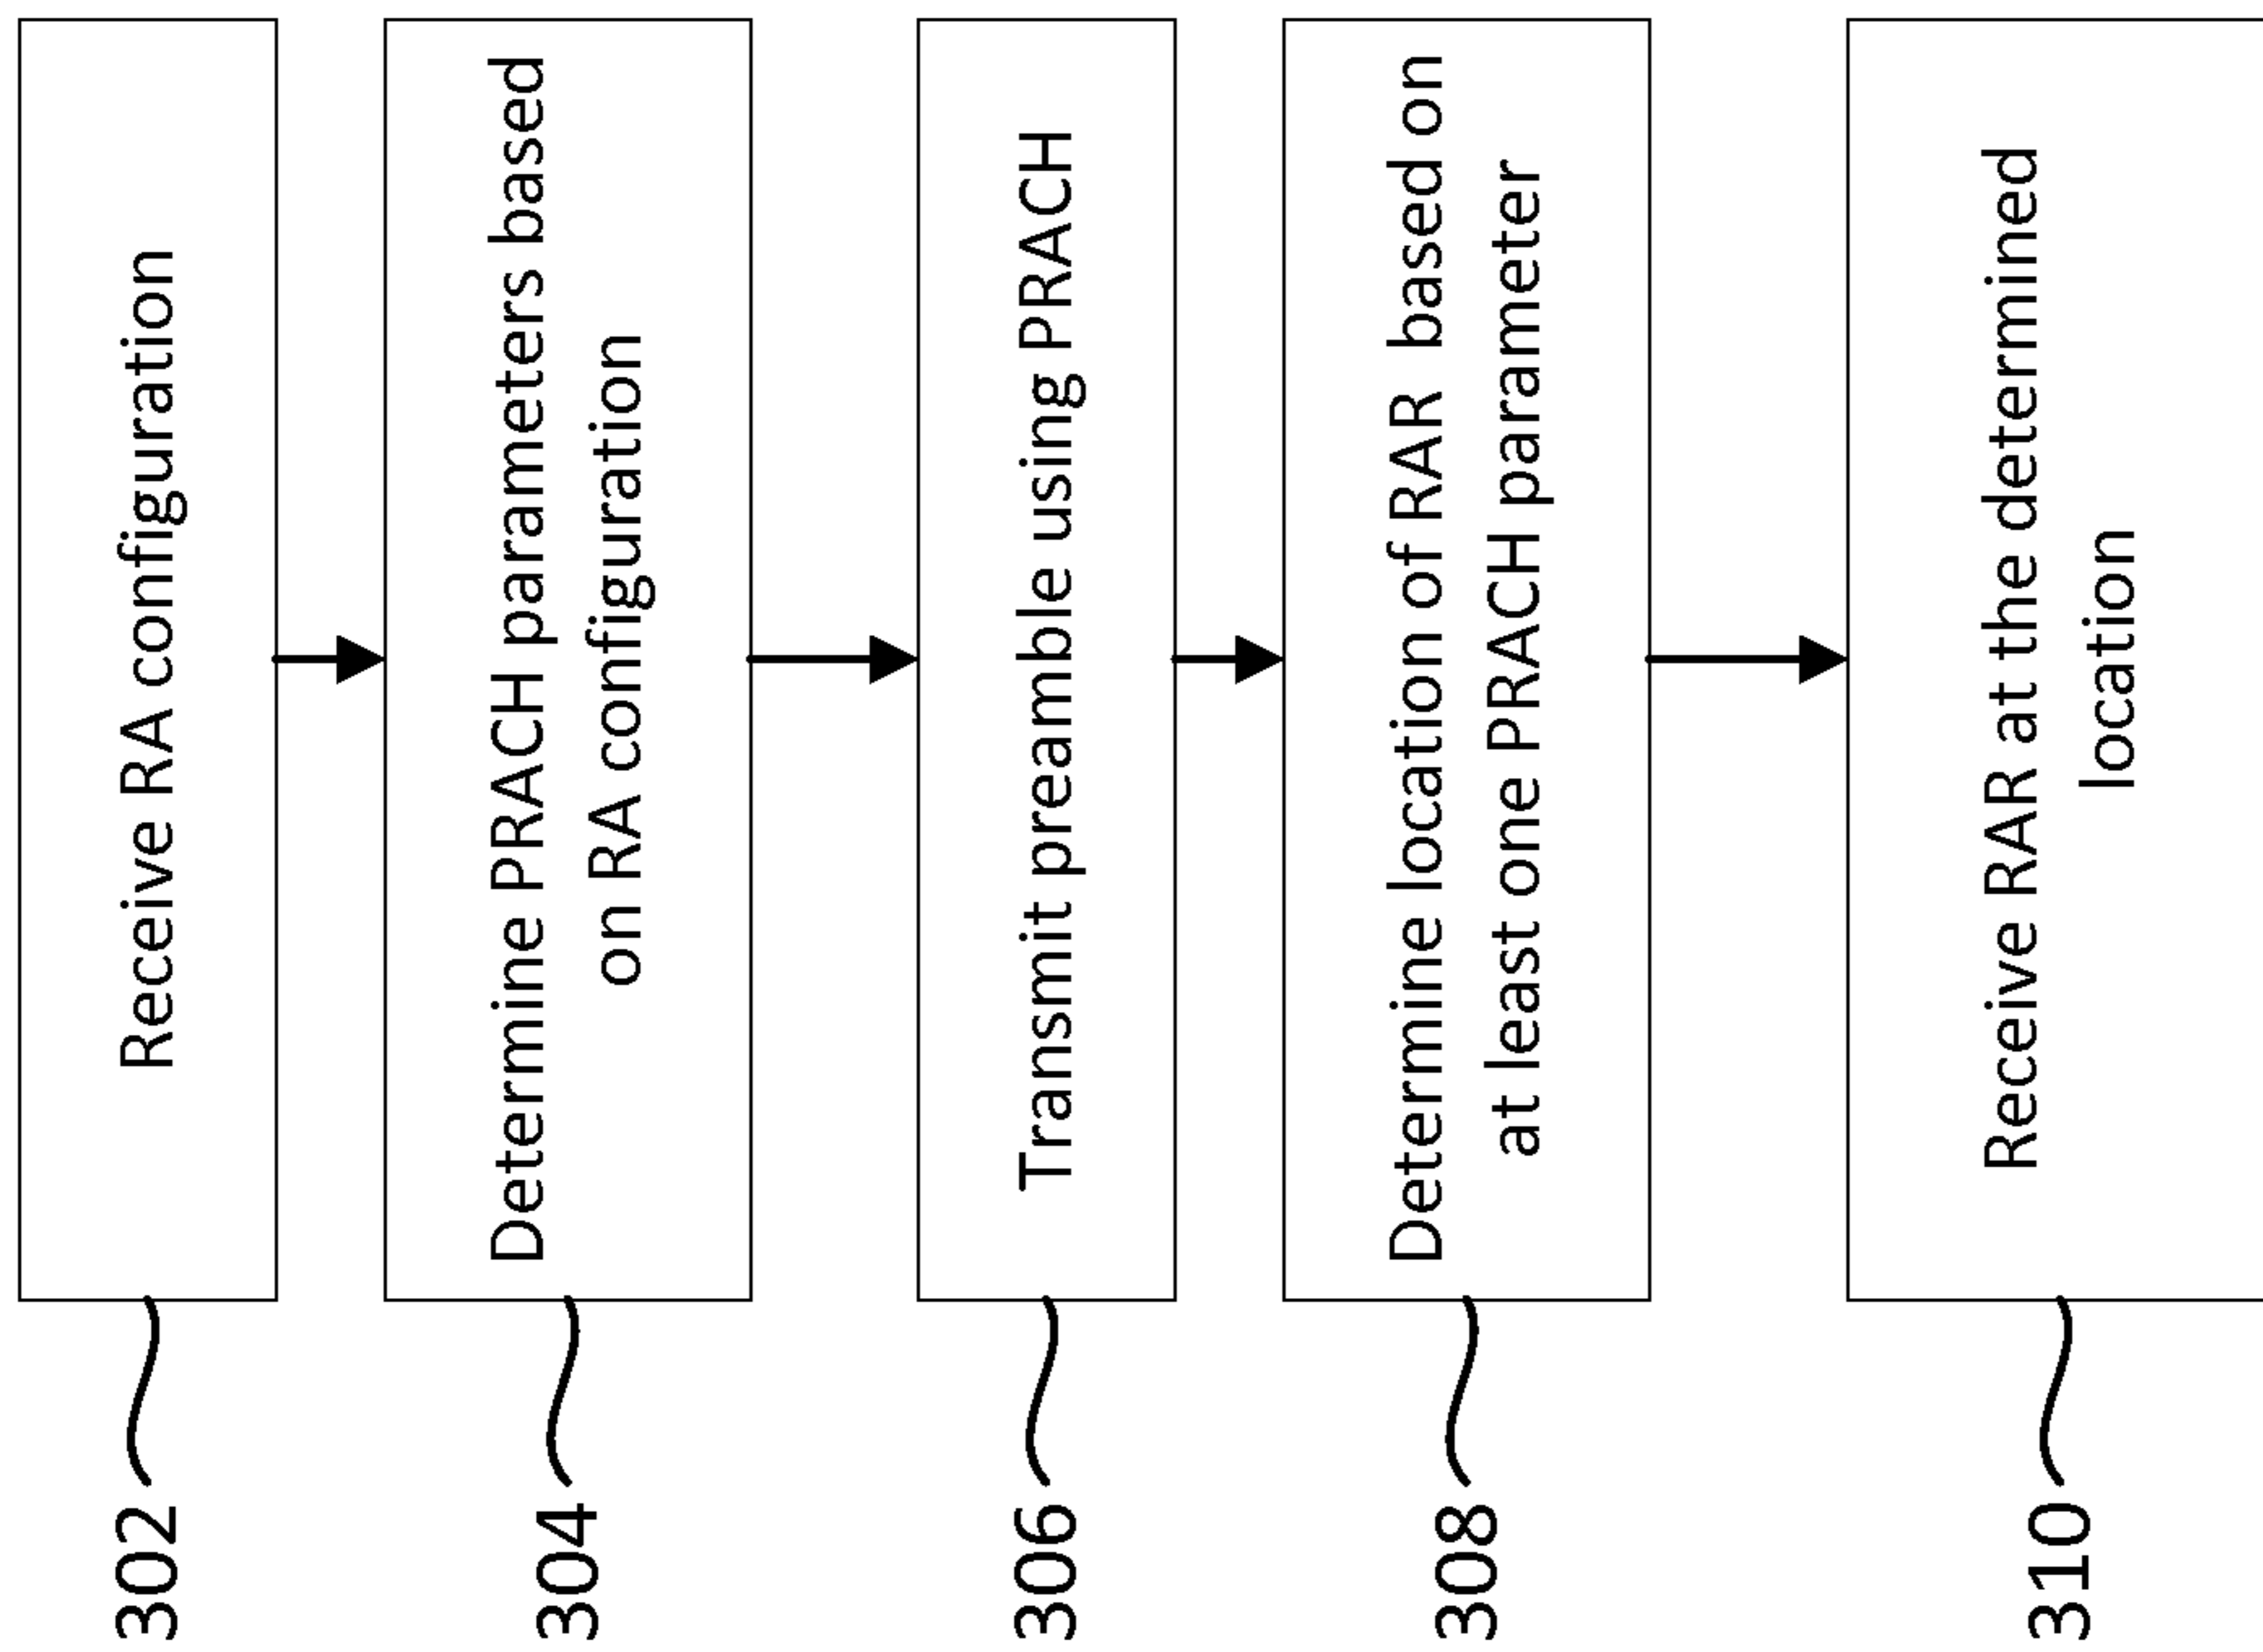 302
Receive RA configuration
304
Determine PRACH parameters based
on RA configuration
306
Transmit preamble using PRACH
308
Determine location of RAR based on
at least one PRACH parameter
310
Receive RAR at the determined
location